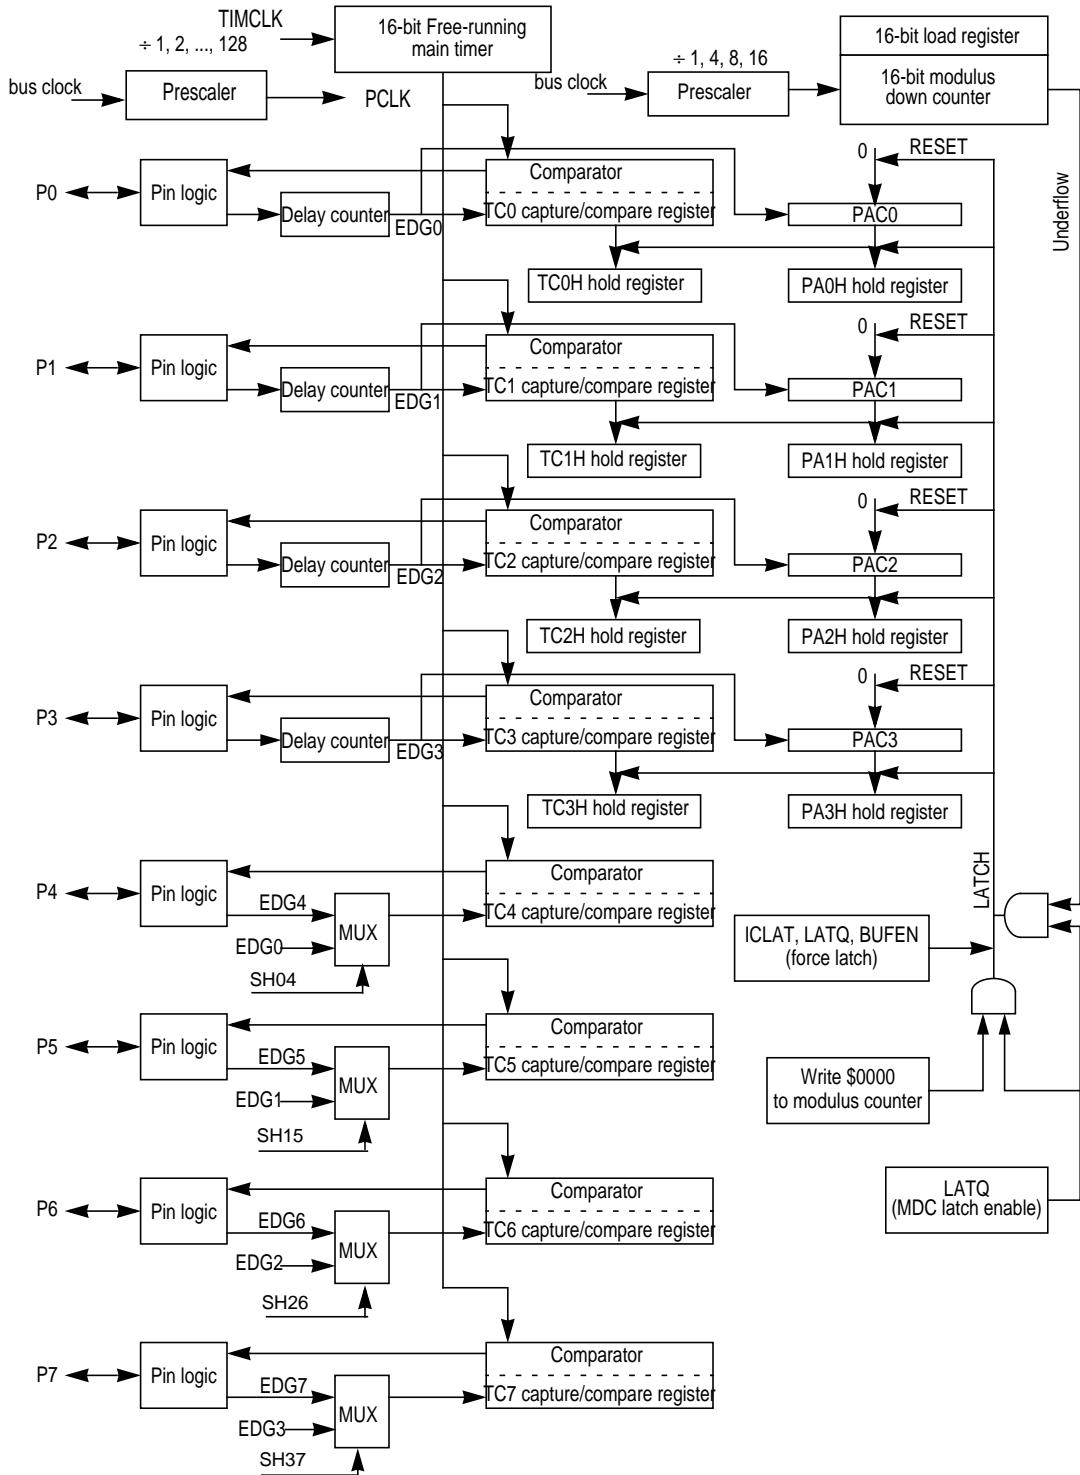 TIMCLK
16-bit Free-running
main timer
÷ 1, 2, ..., 128
bus clock
Prescaler
PCLK
÷ 1, 4, 8, 16
bus clock
Prescaler
16-bit load register
16-bit modulus
down counter
Underflow
P0
Pin logic
Delay counter
EDG0
Comparator
TC0 capture/compare register
TC0H hold register
0
RESET
PAC0
PA0H hold register
P1
Pin logic
Delay counter
EDG1
Comparator
TC1 capture/compare register
TC1H hold register
0
RESET
PAC1
PA1H hold register
P2
Pin logic
Delay counter
EDG2
Comparator
TC2 capture/compare register
TC2H hold register
0
RESET
PAC2
PA2H hold register
P3
Pin logic
Delay counter
EDG3
Comparator
TC3 capture/compare register
TC3H hold register
0
RESET
PAC3
PA3H hold register
P4
Pin logic
EDG4
EDG0
MUX
SH04
Comparator
TC4 capture/compare register
LATCH
ICLAT, LATQ, BUFEN
(force latch)
P5
Pin logic
EDG5
EDG1
MUX
SH15
Comparator
TC5 capture/compare register
Write $0000
to modulus counter
P6
Pin logic
EDG6
EDG2
MUX
SH26
Comparator
TC6 capture/compare register
LATQ
(MDC latch enable)
P7
Pin logic
EDG7
EDG3
MUX
SH37
Comparator
TC7 capture/compare register